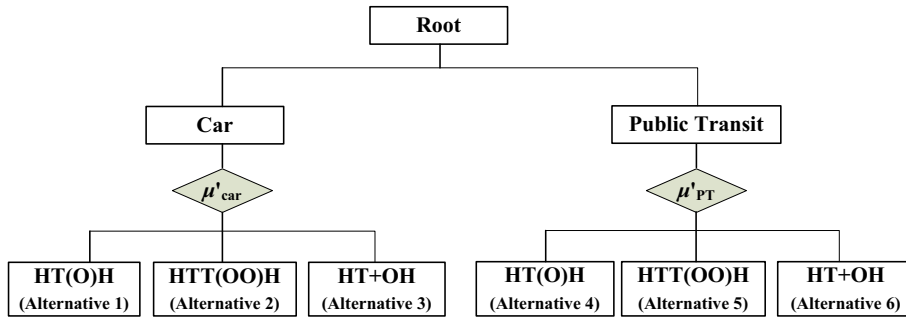 Root
Car
Public Transit
μ'car
μ'PT
HT(O)H
(Alternative 1)
HTT(OO)H
(Alternative 2)
HT+OH
(Alternative 3)
HT(O)H
(Alternative 4)
HTT(OO)H
(Alternative 5)
HT+OH
(Alternative 6)